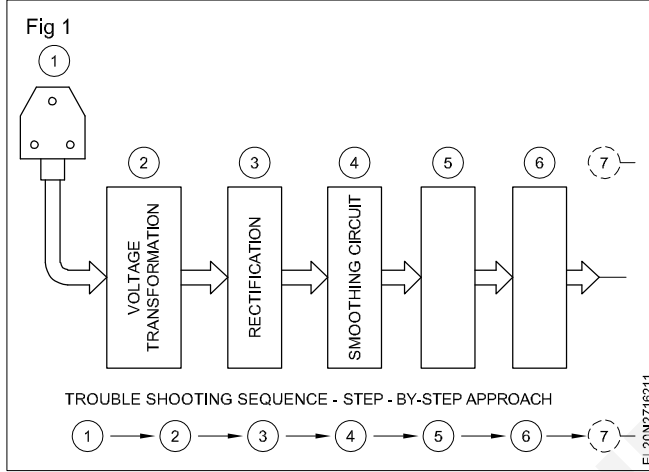 Fig 1
1
2
3
4
5
6
7
VOLTAGE
TRANSFORMATION
RECTIFICATION
SMOOTHING CIRCUIT
TROUBLE SHOOTING SEQUENCE - STEP - BY-STEP APPROACH
1 2 3 4 5 6 7